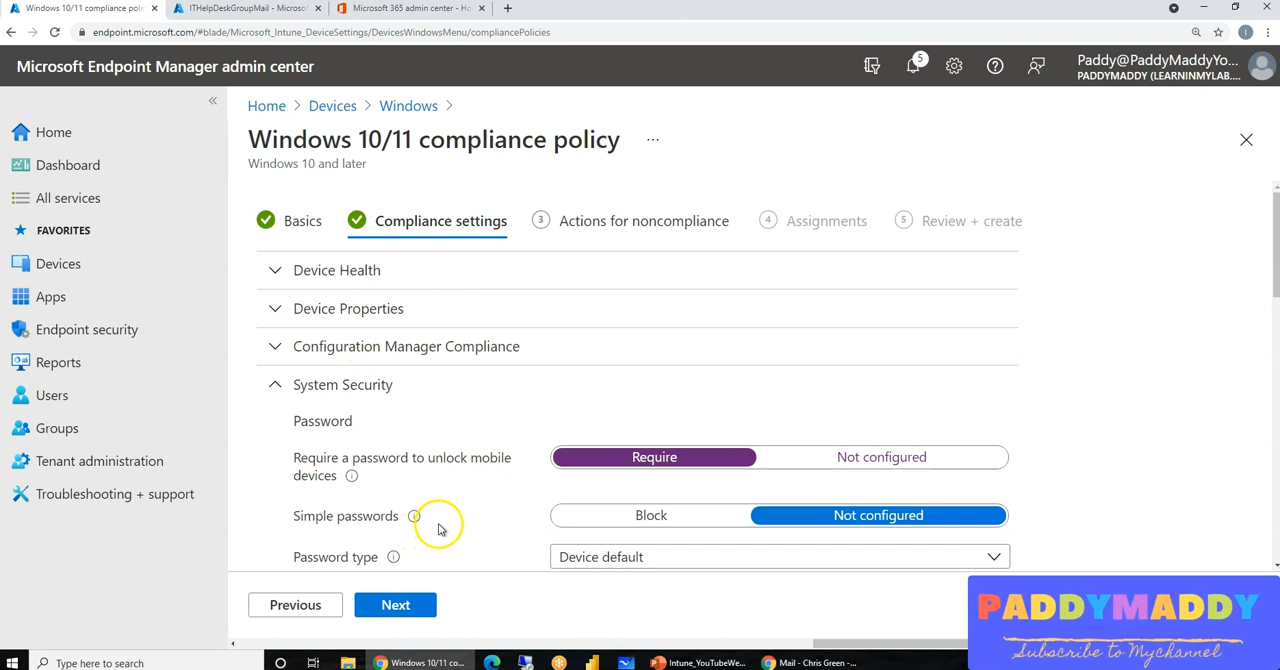 Windows 10/11 compliance poli
ITHelpDeskGroupMail - Microsof
Microsoft 365 admin center - Ho
endpoint.microsoft.com/#blade/Microsoft_Intune_DeviceSettings/DevicesWindowsMenu/compliancePolicies
Microsoft Endpoint Manager admin center
5
Paddy@PaddyMaddyYo...
PADDYMADDY (LEARNINMYLAB....
Home
Dashboard
All services
FAVORITES
Devices
Apps
Endpoint security
Reports
Users
Groups
Tenant administration
Troubleshooting + support
Home > Devices > Windows >
Windows 10/11 compliance policy ...
Windows 10 and later
Basics
Compliance settings
3 Actions for noncompliance
4 Assignments
5 Review + create
Device Health
Device Properties
Configuration Manager Compliance
System Security
Password
Require a password to unlock mobile
devices
Require
Not configured
Simple passwords
Block
Not configured
Password type
Device default
Previous
Next
PADDYMADDY
Subscribe to Mychannel
Type here to search
Windows 10/11 co...
Intune_YouTubeWe...
Mail - Chris Green -...